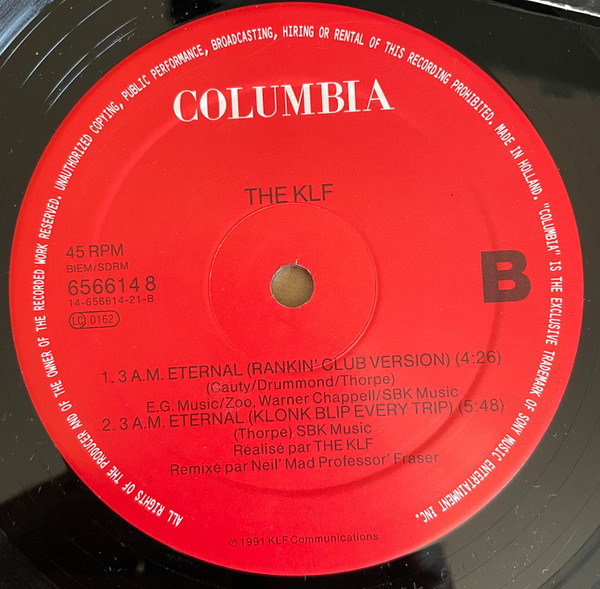 ALL RIGHTS OF THE PRODUCER AND OF THE OWNER OF THE RECORDED WORK RESERVED. UNAUTHORIZED COPYING, PUBLIC PERFORMANCE, BROADCASTING, HIRING OR RENTAL OF THIS RECORDING PROHIBITED. MADE IN HOLLAND. "COLUMBIA" IS THE EXCLUSIVE TRADEMARK OF SONY MUSIC ENTERTAINMENT INC.
COLUMBIA
THE KLF
45 RPM
BIEM/SDRM
656614 8
14-656614-21-B
LC 0162
B
1. 3 A.M. ETERNAL (RANKIN' CLUB VERSION) (4:26)
(Cauty/Drummond/Thorpe)
E.G. Music/Zoo, Warner Chappell/SBK Music
2. 3 A.M. ETERNAL (KLONK BLIP EVERY TRIP) (5:48)
(Thorpe) SBK Music
Réalisé par THE KLF
Remixé par Neil' Mad Professor' Fraser
℗ 1991 KLF Communications